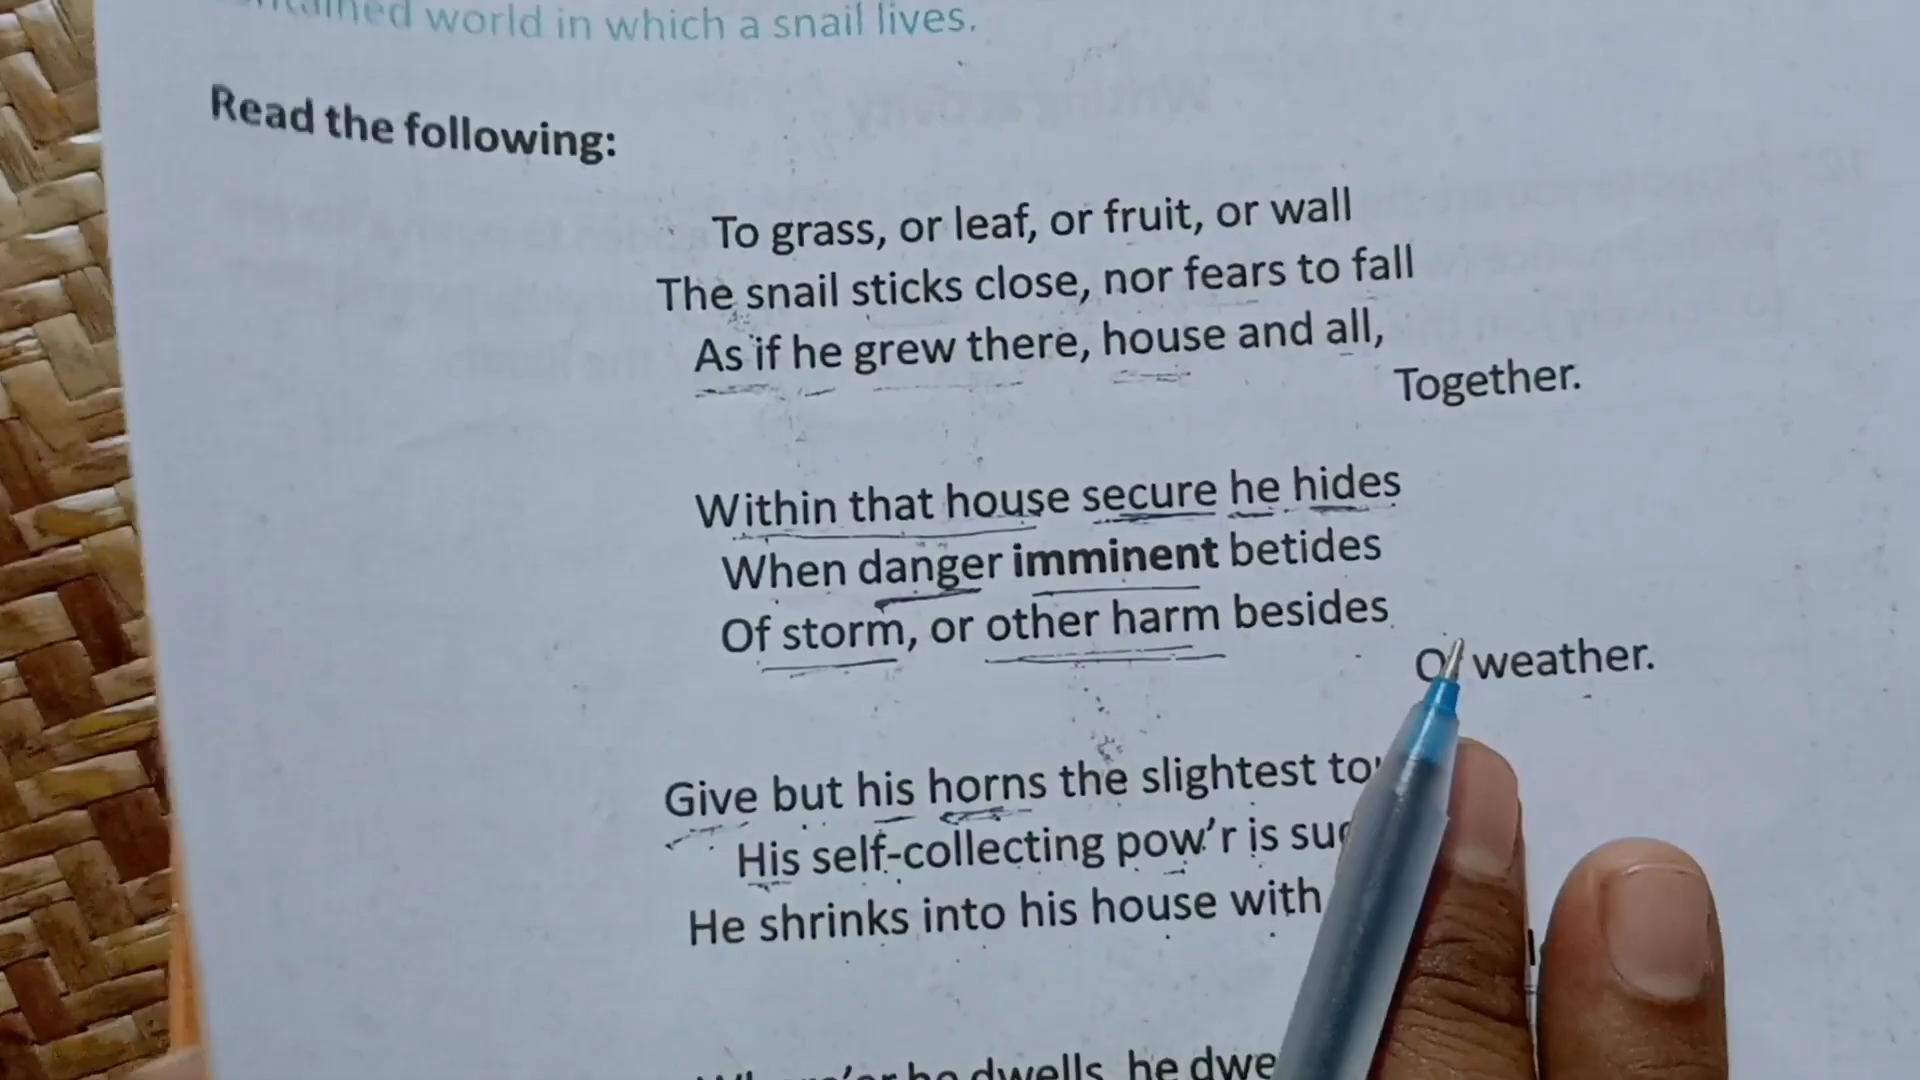 world in which a snail lives.
Read the following:
To grass, or leaf, or fruit, or wall
The snail sticks close, nor fears to fall
As if he grew there, house and all,
Together.
Within that house secure he hides
When danger imminent betides
Of storm, or other harm besides
Of weather.
Give but his horns the slightest
His self-collecting pow’r is
He shrinks into his house with
he dwells, he